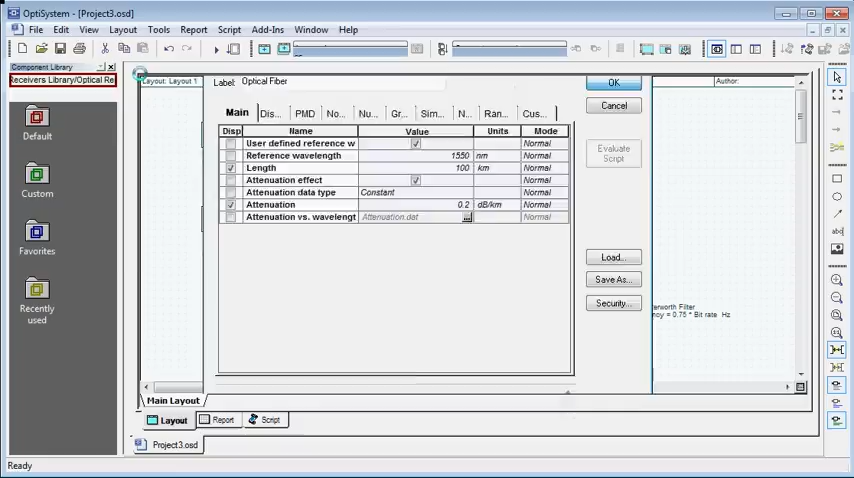 OptiSystem - [Project3.osd]
File Edit View Layout Tools Report Script Add-Ins Window Help
Component Library
Receivers Library/Optical Re
Default
Custom
Favorites
Recently
used
Layout: Layout 1
Author:
Label: Optical Fiber
OK
Cancel
Evaluate
Script
Load...
Save As...
Security...
Main Dis... PMD No... Nu... Gr... Sim... N... Ran... Cus...
Disp Name Value Units Mode
User defined reference w Normal
Reference wavelength 1550 nm Normal
Length 100 km Normal
Attenuation effect Normal
Attenuation data type Constant Normal
Attenuation 0.2 dB/km Normal
Attenuation vs. wavelengt Attenuation.dat ... Normal
erworth Filter
ncy = 0.75 * Bit rate Hz
Main Layout
Layout Report Script
Project3.osd
Ready